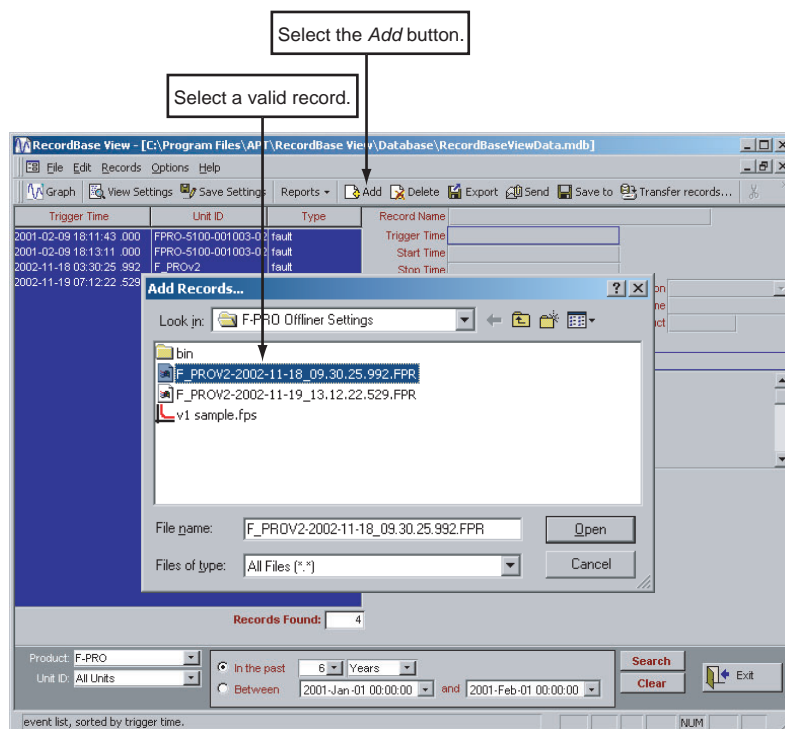 Select the Add button.
Select a valid record.
RecordBase View - [C:\Program Files\APT\RecordBase View\Database\RecordBaseViewData.mdb]
File Edit Records Options Help
Graph View Settings Save Settings Reports Add Delete Export Send Save to Transfer records...
Trigger Time Unit ID Type Record Name
2001-02-09 18:11:43 .000 FPRO-5100-001003-02 fault Trigger Time
2001-02-09 18:13:11 .000 FPRO-5100-001003-02 fault Start Time
2002-11-18 03:30:25 .992 F_PROv2 fault Stop Time
2002-11-19 07:12:22 .529
Add Records...
Look in: F-PRO Offliner Settings
bin
F_PROV2-2002-11-18_09.30.25.992.FPR
F_PROV2-2002-11-19_13.12.22.529.FPR
v1 sample.fps
File name: F_PROV2-2002-11-18_09.30.25.992.FPR Open
Files of type: All Files (*.*) Cancel
Records Found: 4
Product: F-PRO In the past 6 Years Search
Unit ID: All Units Between 2001-Jan-01 00:00:00 and 2001-Feb-01 00:00:00 Clear Exit
event list, sorted by trigger time. NUM